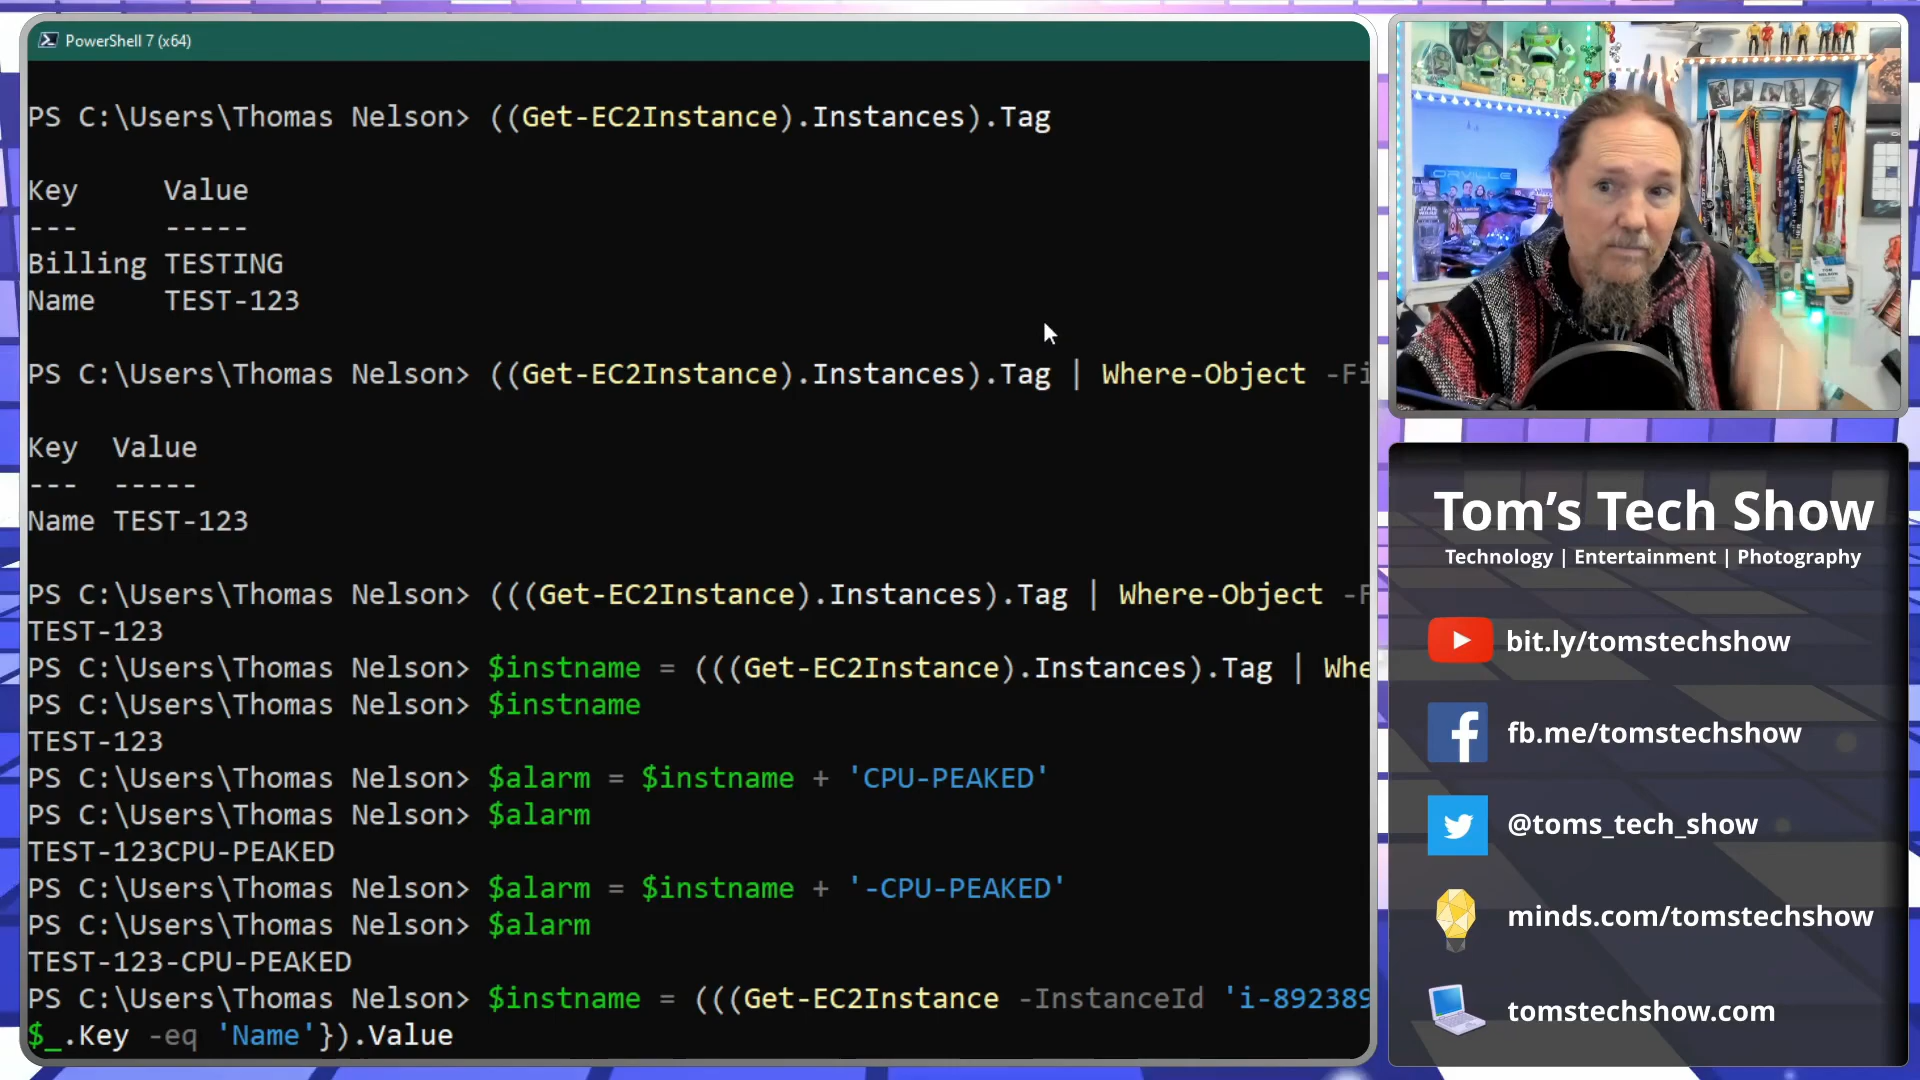 PowerShell 7 (x64)
PS C:\Users\Thomas Nelson> ((Get-EC2Instance).Instances).Tag
Key Value
--- -----
Billing TESTING
Name TEST-123
PS C:\Users\Thomas Nelson> ((Get-EC2Instance).Instances).Tag | Where-Object -Fi
Key Value
--- -----
Name TEST-123
PS C:\Users\Thomas Nelson> (((Get-EC2Instance).Instances).Tag | Where-Object -F
TEST-123
PS C:\Users\Thomas Nelson> $instname = (((Get-EC2Instance).Instances).Tag | Whe
PS C:\Users\Thomas Nelson> $instname
TEST-123
PS C:\Users\Thomas Nelson> $alarm = $instname + 'CPU-PEAKED'
PS C:\Users\Thomas Nelson> $alarm
TEST-123CPU-PEAKED
PS C:\Users\Thomas Nelson> $alarm = $instname + '-CPU-PEAKED'
PS C:\Users\Thomas Nelson> $alarm
TEST-123-CPU-PEAKED
PS C:\Users\Thomas Nelson> $instname = (((Get-EC2Instance -InstanceId 'i-892389
$_.Key -eq 'Name'}).Value
ORVILLE
Tom's Tech Show
Technology | Entertainment | Photography
bit.ly/tomstechshow
fb.me/tomstechshow
@toms_tech_show
minds.com/tomstechshow
tomstechshow.com